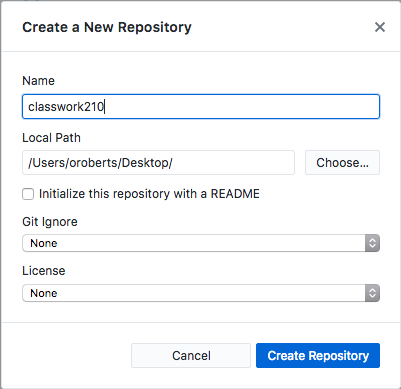 Create a New Repository
Name
classwork210
Local Path
/Users/oroberts/Desktop/
Choose...
Initialize this repository with a README
Git Ignore
None
License
None
Cancel
Create Repository